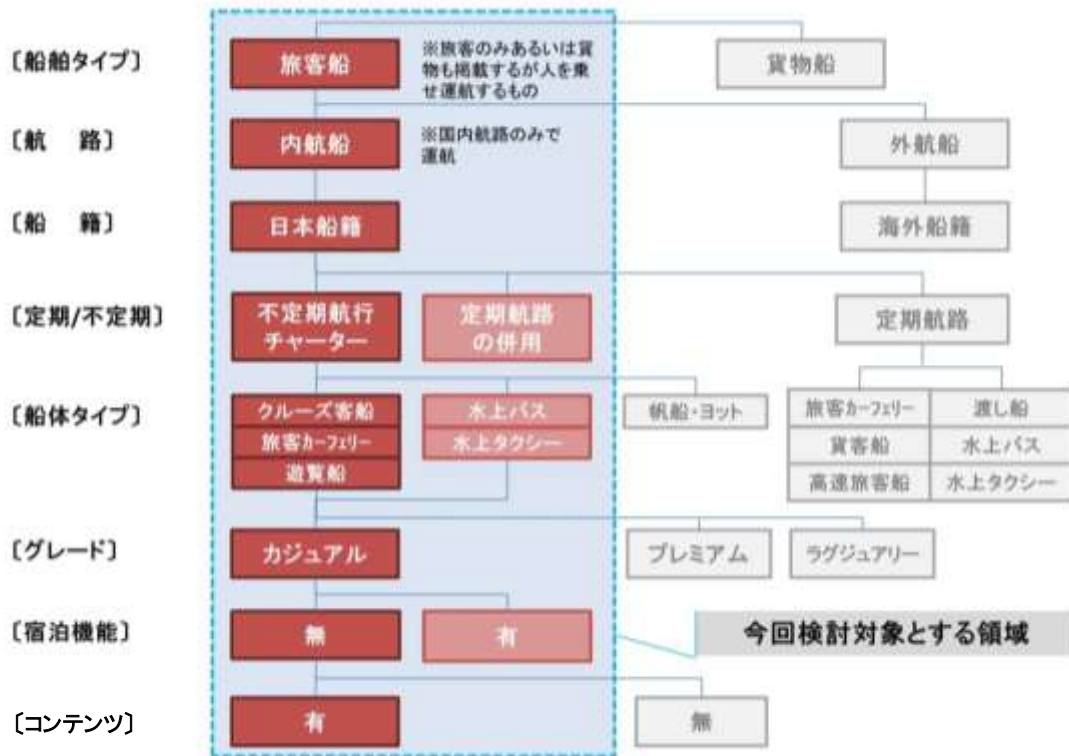 〔船舶タイプ〕
旅客船
※旅客のみあるいは貨
物も掲載するが人を乗
せ運航するもの
貨物船
〔航　路〕
内航船
※国内航路のみで
運航
外航船
〔船　籍〕
日本船籍
海外船籍
〔定期/不定期〕
不定期航行
チャーター
定期航路
の併用
定期航路
〔船体タイプ〕
クルーズ客船
旅客カーフェリー
遊覧船
水上バス
水上タクシー
帆船・ヨット
旅客カーフェリー
渡し船
貨客船
水上バス
高速旅客船
水上タクシー
〔グレード〕
カジュアル
プレミアム
ラグジュアリー
〔宿泊機能〕
無
有
今回検討対象とする領域
〔コンテンツ〕
有
無